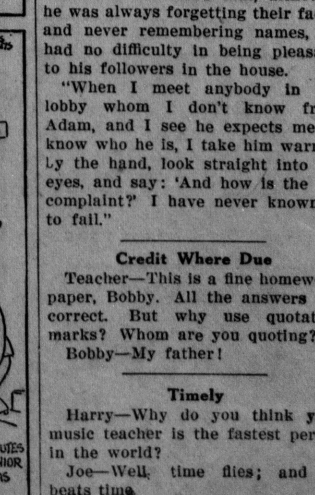 he was always forgetting their fa
and never remembering names,
had no difficulty in being pleas
to his followers in the house.
"When I meet anybody in
lobby whom I don't know fr
Adam, and I see he expects me
know who he is, I take him warm
by the hand, look straight into
eyes, and say: 'And how is the
complaint?' I have never known
to fail."
Credit Where Due
Teacher—This is a fine homew
paper, Bobby. All the answers
correct. But why use quotat
marks? Whom are you quoting?
Bobby—My father!
Timely
Harry—Why do you think y
music teacher is the fastest per
in the world?
Joe—Well, time flies; and
beats time.
UTES
NIOR
AS